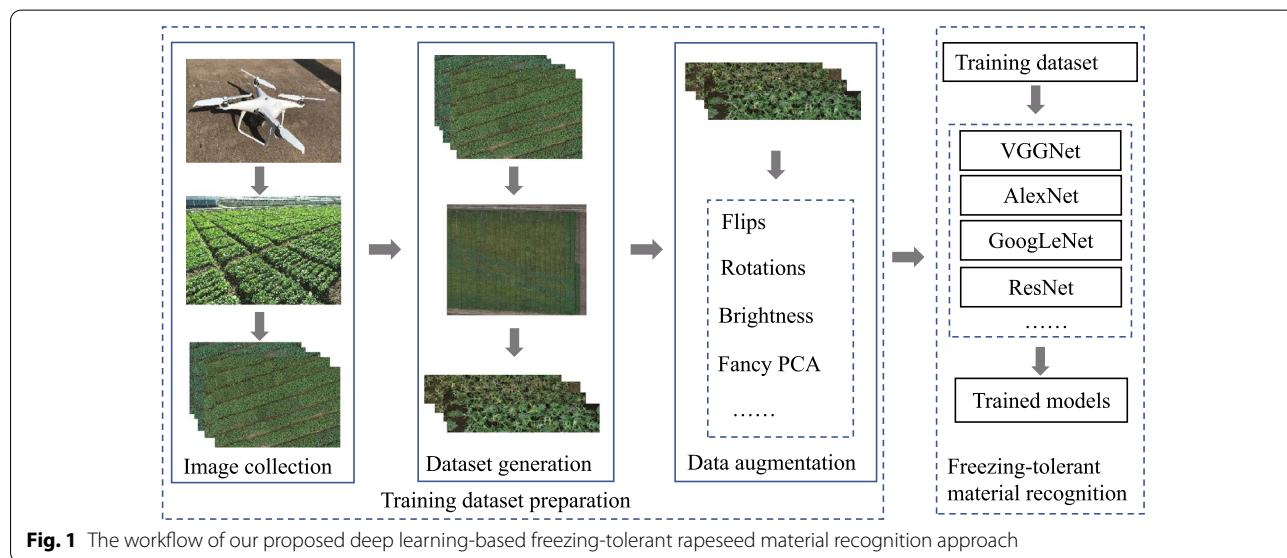 Image collection
Dataset generation
Training dataset preparation
Flips
Rotations
Brightness
Fancy PCA
……
Data augmentation
Training dataset
VGGNet
AlexNet
GoogLeNet
ResNet
……
Trained models
Freezing-tolerant
material recognition
Fig. 1 The workflow of our proposed deep learning-based freezing-tolerant rapeseed material recognition approach